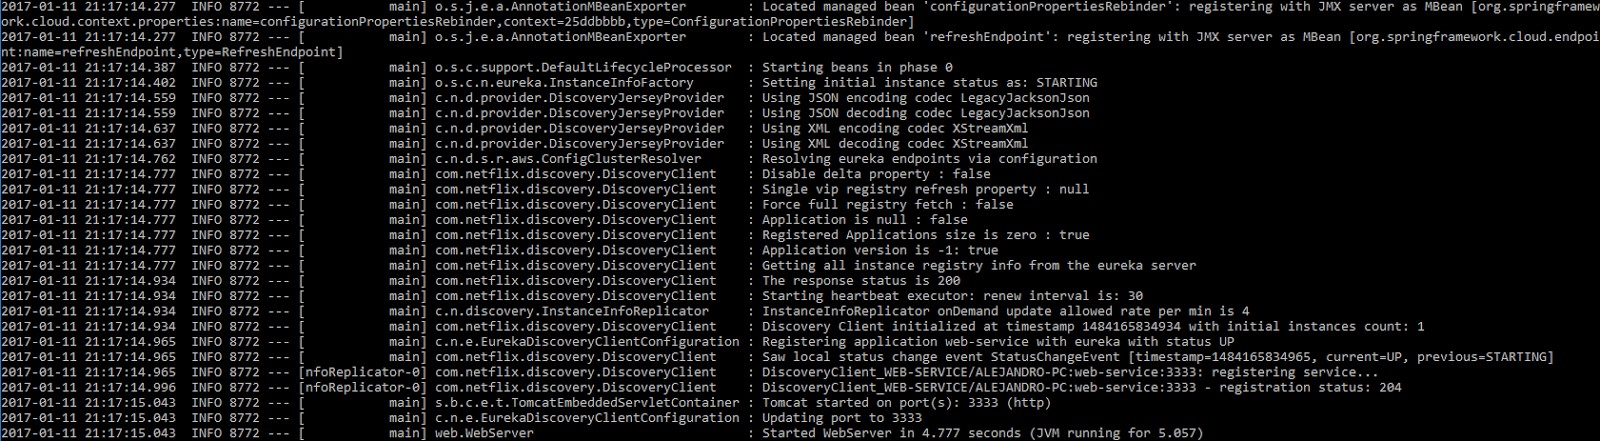 2017-01-11 21:17:14.277  INFO 8772 --- [           main] o.s.j.e.a.AnnotationMBeanExporter        : Located managed bean 'configurationPropertiesRebinder': registering with JMX server as MBean [org.springframew
ork.cloud.context.properties:name=configurationPropertiesRebinder,context=25ddbbbb,type=ConfigurationPropertiesRebinder]
2017-01-11 21:17:14.277  INFO 8772 --- [           main] o.s.j.e.a.AnnotationMBeanExporter        : Located managed bean 'refreshEndpoint': registering with JMX server as MBean [org.springframework.cloud.endpoi
nt:name=refreshEndpoint,type=RefreshEndpoint]
2017-01-11 21:17:14.387  INFO 8772 --- [           main] o.s.c.support.DefaultLifecycleProcessor  : Starting beans in phase 0
2017-01-11 21:17:14.402  INFO 8772 --- [           main] o.s.c.n.eureka.InstanceInfoFactory       : Setting initial instance status as: STARTING
2017-01-11 21:17:14.559  INFO 8772 --- [           main] c.n.d.provider.DiscoveryJerseyProvider   : Using JSON encoding codec LegacyJacksonJson
2017-01-11 21:17:14.559  INFO 8772 --- [           main] c.n.d.provider.DiscoveryJerseyProvider   : Using JSON decoding codec LegacyJacksonJson
2017-01-11 21:17:14.637  INFO 8772 --- [           main] c.n.d.provider.DiscoveryJerseyProvider   : Using XML encoding codec XStreamXml
2017-01-11 21:17:14.637  INFO 8772 --- [           main] c.n.d.provider.DiscoveryJerseyProvider   : Using XML decoding codec XStreamXml
2017-01-11 21:17:14.762  INFO 8772 --- [           main] c.n.d.s.r.aws.ConfigClusterResolver      : Resolving eureka endpoints via configuration
2017-01-11 21:17:14.777  INFO 8772 --- [           main] com.netflix.discovery.DiscoveryClient    : Disable delta property : false
2017-01-11 21:17:14.777  INFO 8772 --- [           main] com.netflix.discovery.DiscoveryClient    : Single vip registry refresh property : null
2017-01-11 21:17:14.777  INFO 8772 --- [           main] com.netflix.discovery.DiscoveryClient    : Force full registry fetch : false
2017-01-11 21:17:14.777  INFO 8772 --- [           main] com.netflix.discovery.DiscoveryClient    : Application is null : false
2017-01-11 21:17:14.777  INFO 8772 --- [           main] com.netflix.discovery.DiscoveryClient    : Registered Applications size is zero : true
2017-01-11 21:17:14.777  INFO 8772 --- [           main] com.netflix.discovery.DiscoveryClient    : Application version is -1: true
2017-01-11 21:17:14.777  INFO 8772 --- [           main] com.netflix.discovery.DiscoveryClient    : Getting all instance registry info from the eureka server
2017-01-11 21:17:14.934  INFO 8772 --- [           main] com.netflix.discovery.DiscoveryClient    : The response status is 200
2017-01-11 21:17:14.934  INFO 8772 --- [           main] com.netflix.discovery.DiscoveryClient    : Starting heartbeat executor: renew interval is: 30
2017-01-11 21:17:14.934  INFO 8772 --- [           main] c.n.discovery.InstanceInfoReplicator     : InstanceInfoReplicator onDemand update allowed rate per min is 4
2017-01-11 21:17:14.934  INFO 8772 --- [           main] com.netflix.discovery.DiscoveryClient    : Discovery Client initialized at timestamp 1484165834934 with initial instances count: 1
2017-01-11 21:17:14.965  INFO 8772 --- [           main] c.n.e.EurekaDiscoveryClientConfiguration : Registering application web-service with eureka with status UP
2017-01-11 21:17:14.965  INFO 8772 --- [           main] com.netflix.discovery.DiscoveryClient    : Saw local status change event StatusChangeEvent [timestamp=1484165834965, current=UP, previous=STARTING]
2017-01-11 21:17:14.965  INFO 8772 --- [nfoReplicator-0] com.netflix.discovery.DiscoveryClient    : DiscoveryClient_WEB-SERVICE/ALEJANDRO-PC:web-service:3333: registering service...
2017-01-11 21:17:14.996  INFO 8772 --- [nfoReplicator-0] com.netflix.discovery.DiscoveryClient    : DiscoveryClient_WEB-SERVICE/ALEJANDRO-PC:web-service:3333 - registration status: 204
2017-01-11 21:17:15.043  INFO 8772 --- [           main] s.b.c.e.t.TomcatEmbeddedServletContainer : Tomcat started on port(s): 3333 (http)
2017-01-11 21:17:15.043  INFO 8772 --- [           main] c.n.e.EurekaDiscoveryClientConfiguration : Updating port to 3333
2017-01-11 21:17:15.043  INFO 8772 --- [           main] web.WebServer                            : Started WebServer in 4.777 seconds (JVM running for 5.057)